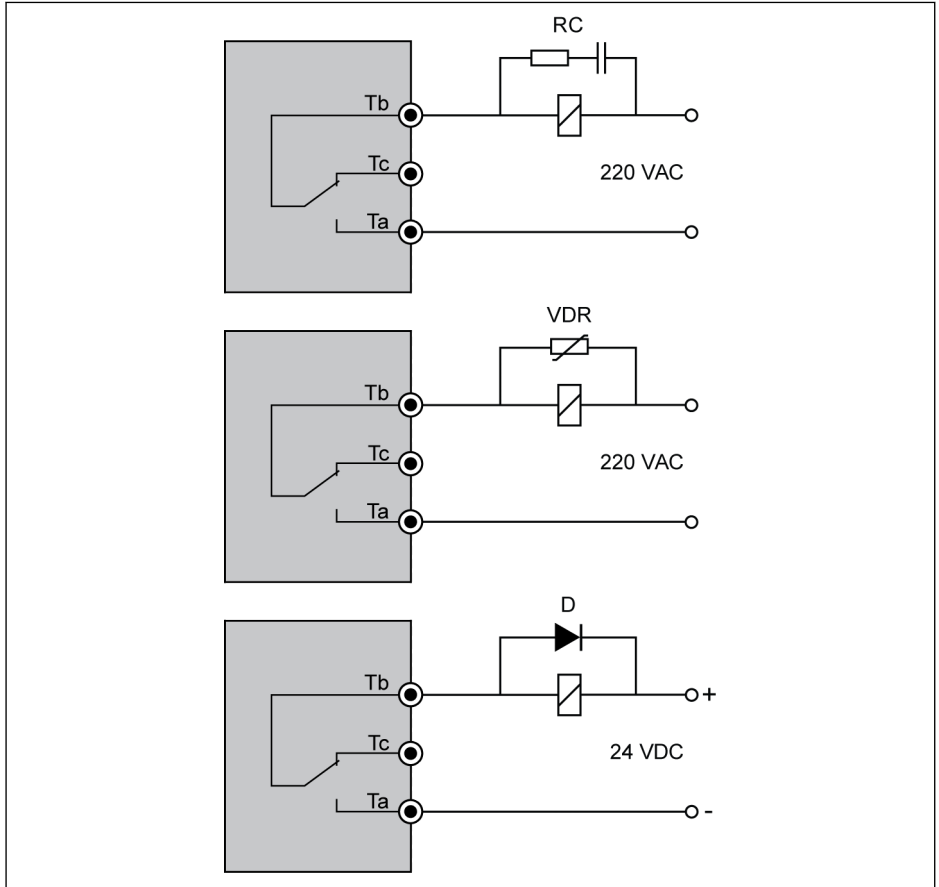 RC
Tb
Tc
220 VAC
Ta
VDR
Tb
Tc
220 VAC
Ta
D
Tb
+
Tc
24 VDC
Ta
-